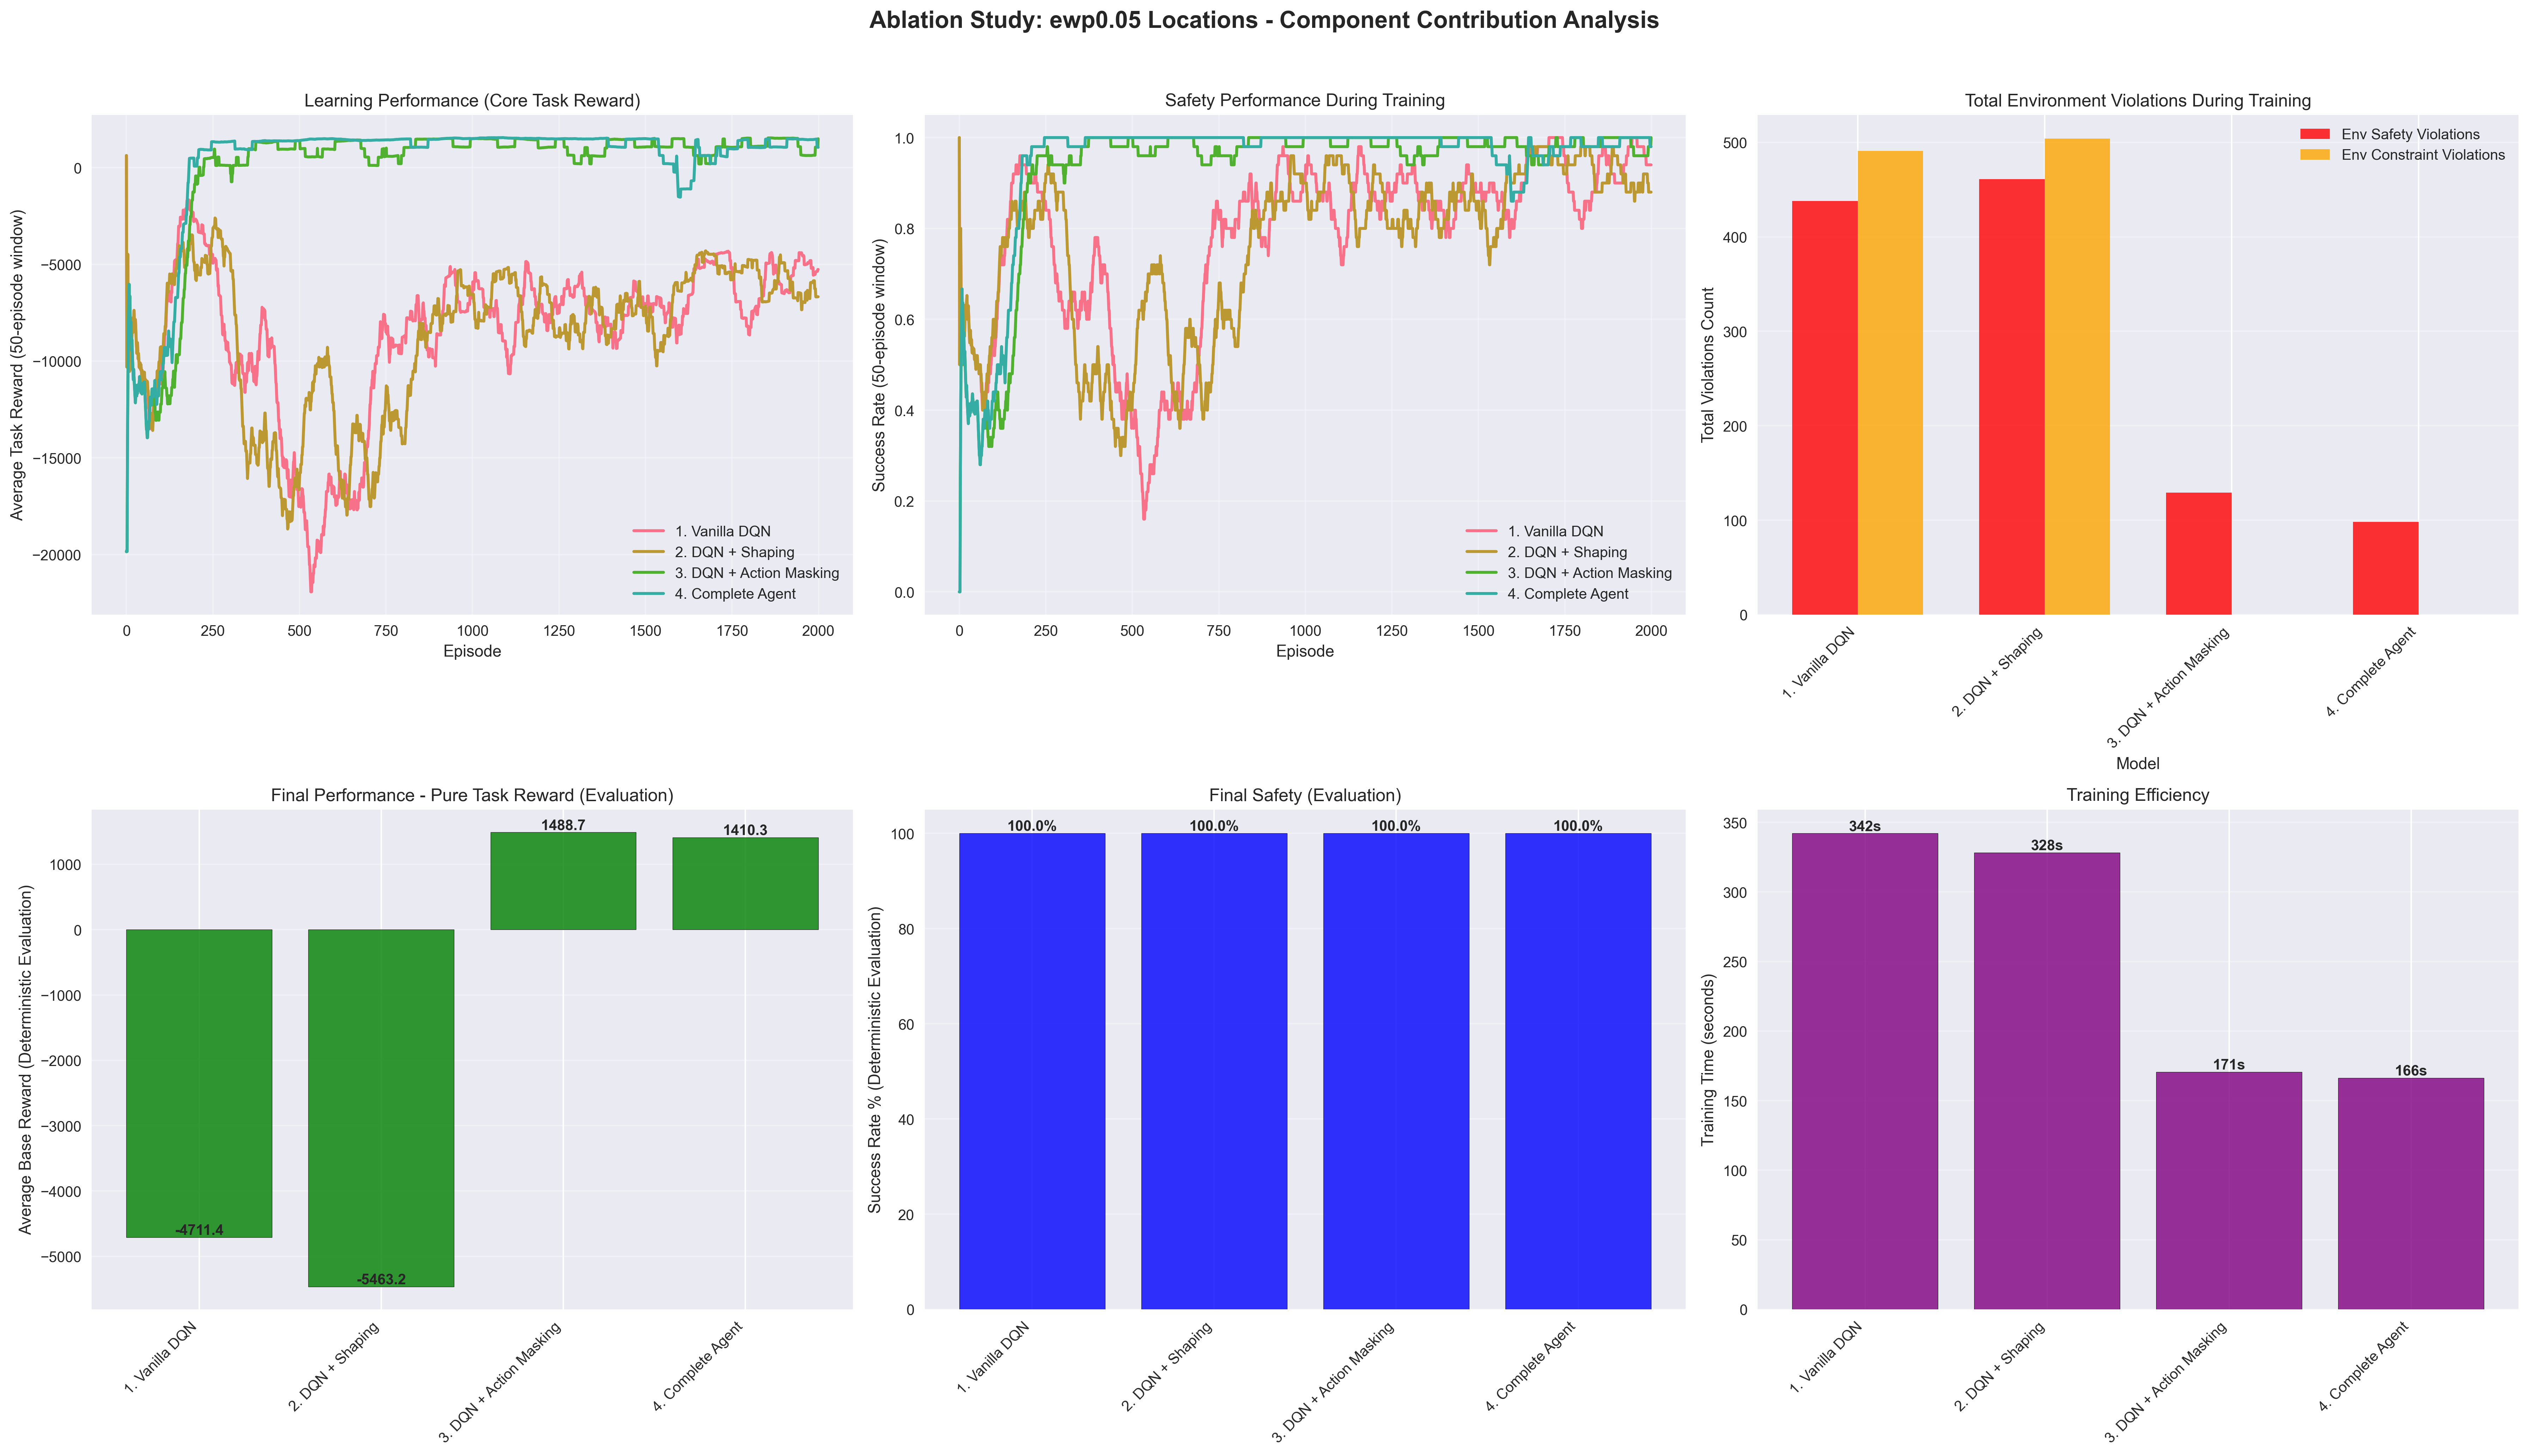 Ablation Study: ewp0.05 Locations - Component Contribution Analysis
Learning Performance (Core Task Reward)
Average Task Reward (50-episode window)
0
−5000
−10000
−15000
−20000
1. Vanilla DQN
2. DQN + Shaping
3. DQN + Action Masking
4. Complete Agent
0 250 500 750 1000 1250 1500 1750 2000
Episode
Safety Performance During Training
Success Rate (50-episode window)
1.0
0.8
0.6
0.4
0.2
0.0
1. Vanilla DQN
2. DQN + Shaping
3. DQN + Action Masking
4. Complete Agent
0 250 500 750 1000 1250 1500 1750 2000
Episode
Total Environment Violations During Training
Total Violations Count
500
400
300
200
100
0
Env Safety Violations
Env Constraint Violations
1. Vanilla DQN
2. DQN + Shaping
3. DQN + Action Masking
4. Complete Agent
Model
Final Performance - Pure Task Reward (Evaluation)
Average Base Reward (Deterministic Evaluation)
1000
0
−1000
−2000
−3000
−4000
−5000
-4711.4
-5463.2
1488.7
1410.3
1. Vanilla DQN
2. DQN + Shaping
3. DQN + Action Masking
4. Complete Agent
Final Safety (Evaluation)
Success Rate % (Deterministic Evaluation)
100
80
60
40
20
0
100.0%
100.0%
100.0%
100.0%
1. Vanilla DQN
2. DQN + Shaping
3. DQN + Action Masking
4. Complete Agent
Training Efficiency
Training Time (seconds)
350
300
250
200
150
100
50
0
342s
328s
171s
166s
1. Vanilla DQN
2. DQN + Shaping
3. DQN + Action Masking
4. Complete Agent